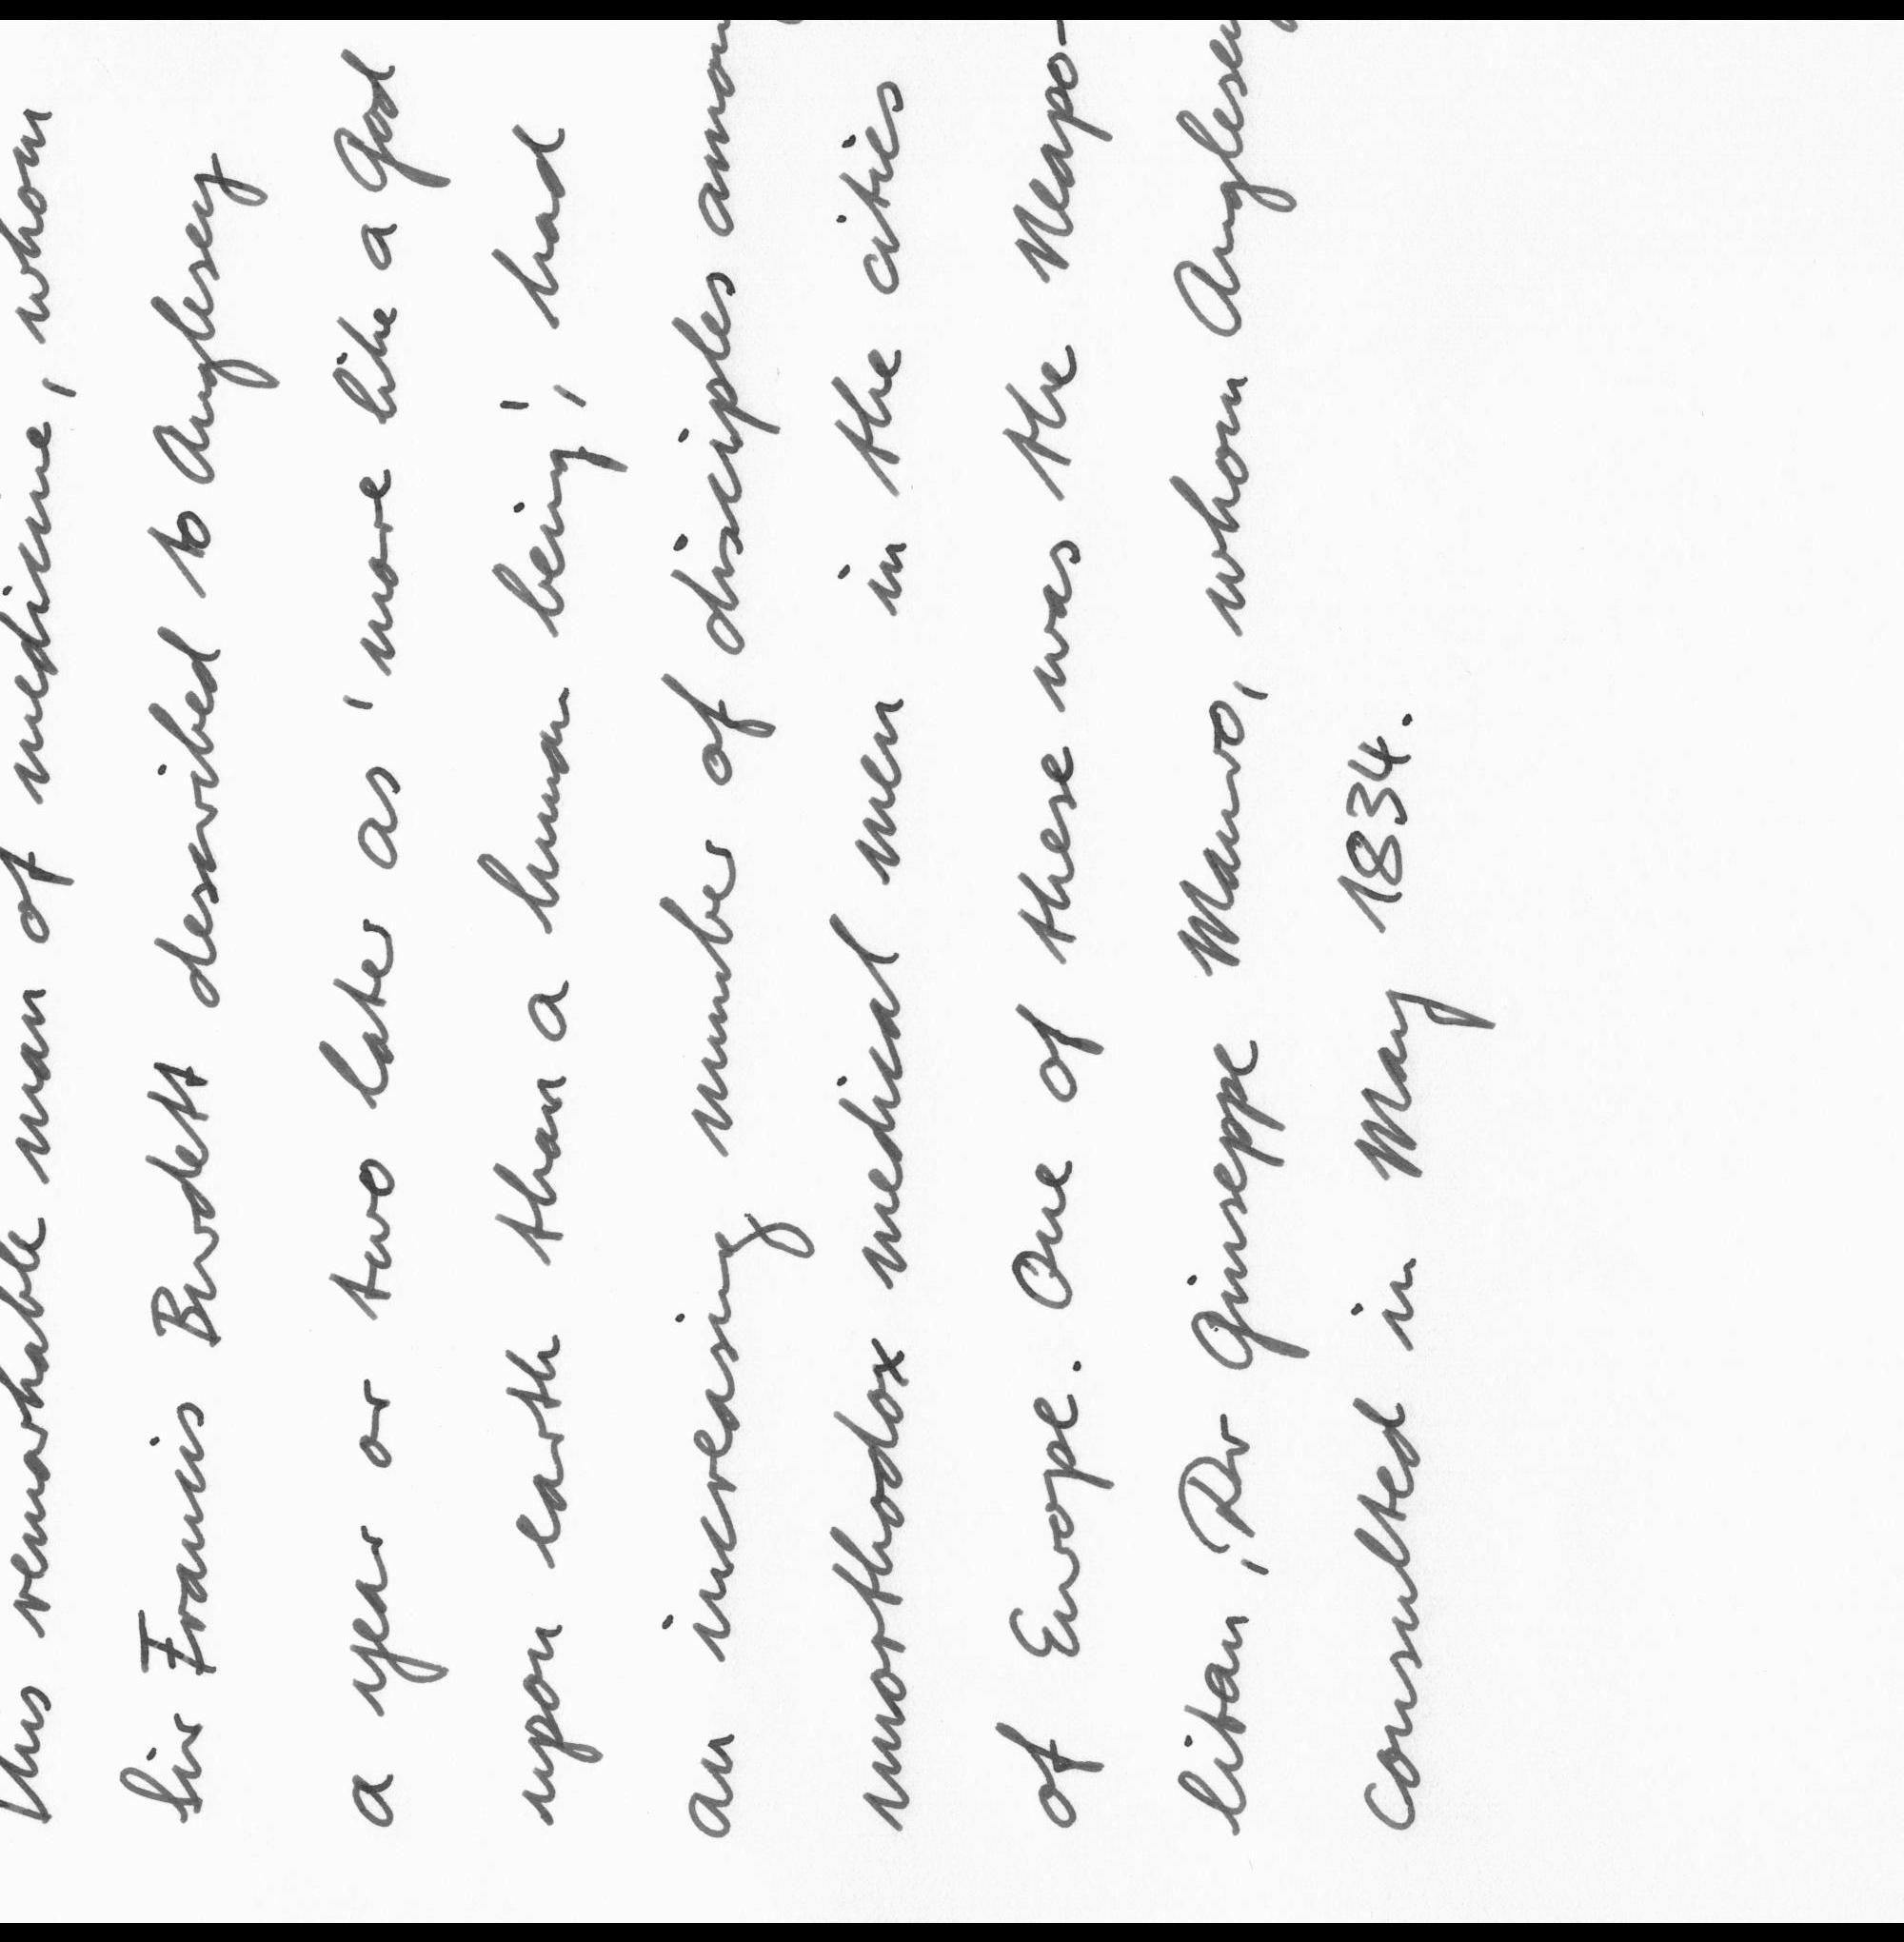 This remarkable man of medicine, whom
Sir Francis Burdett described to Anglesey
a year or two later as 'more like a God
upon earth than a human being', had
an increasing number of disciples among
unorthodox medical men in the cities
of Europe. One of these was the Neapo-
litan, Dr Giuseppe Mauro, whom Anglesey
consulted in May 1834.